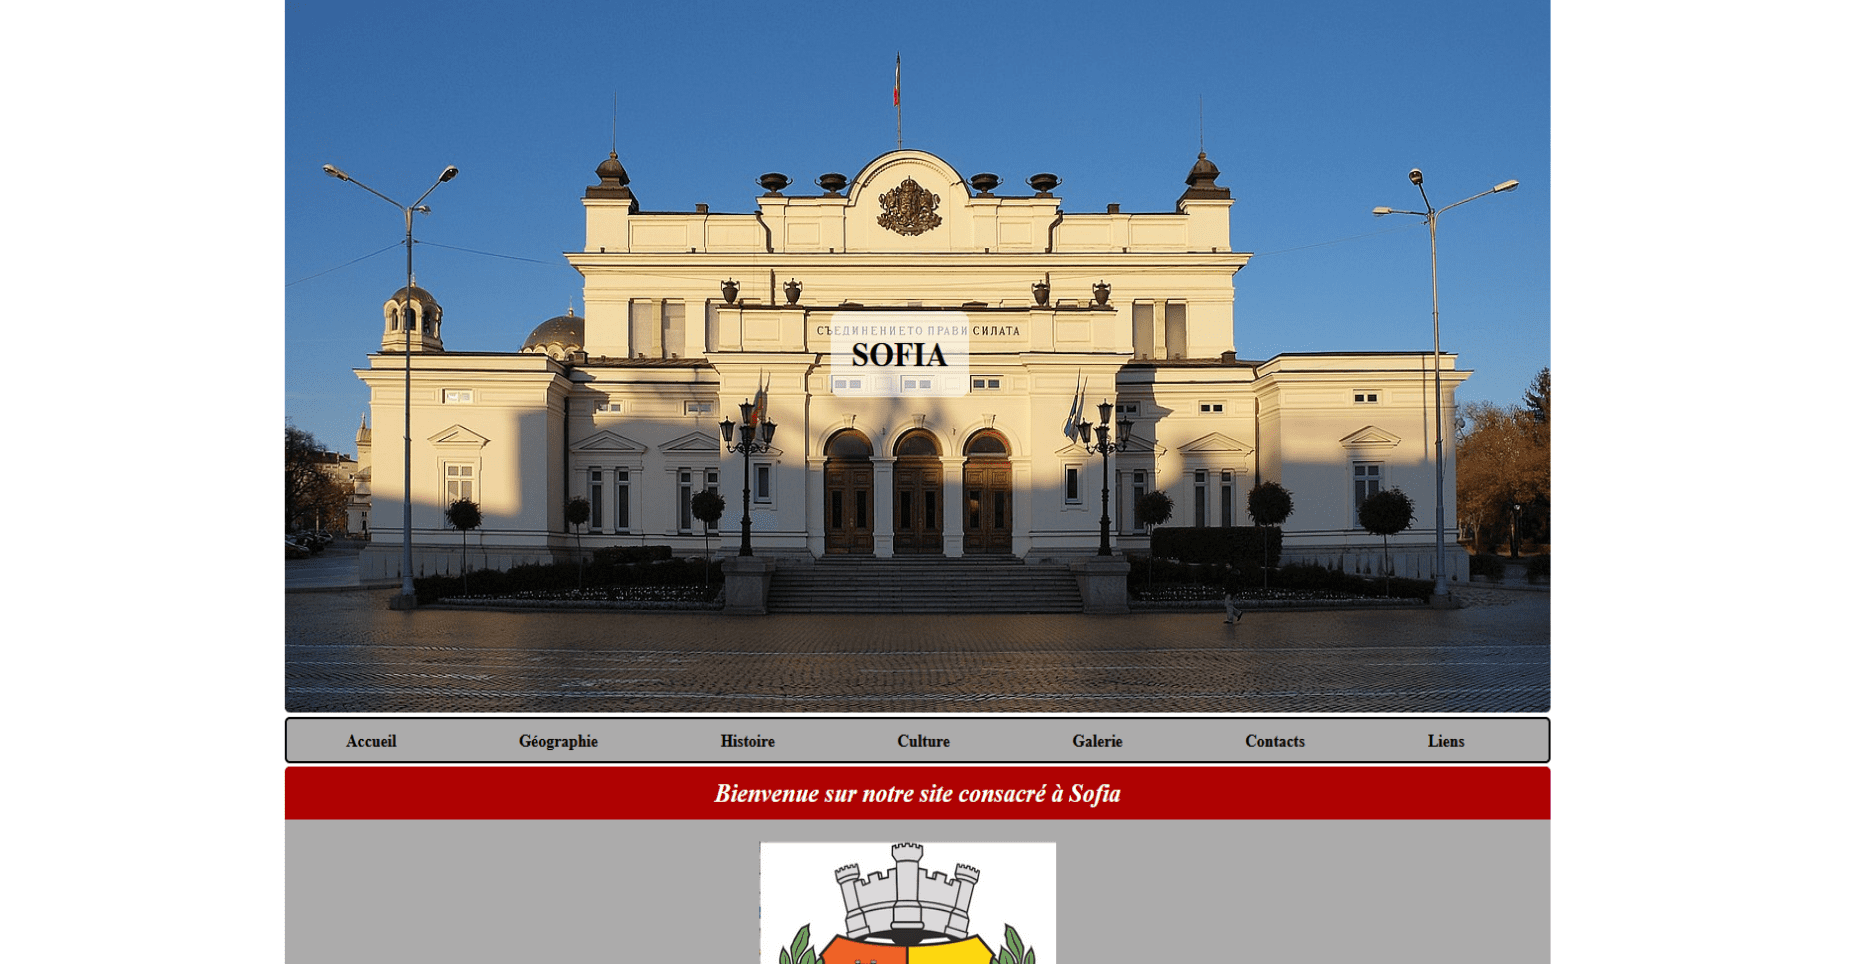 СЪЕДИНЕНИЕТО ПРАВИ СИЛАТА
SOFIA
Accueil Géographie Histoire Culture Galerie Contacts Liens
Bienvenue sur notre site consacré à Sofia